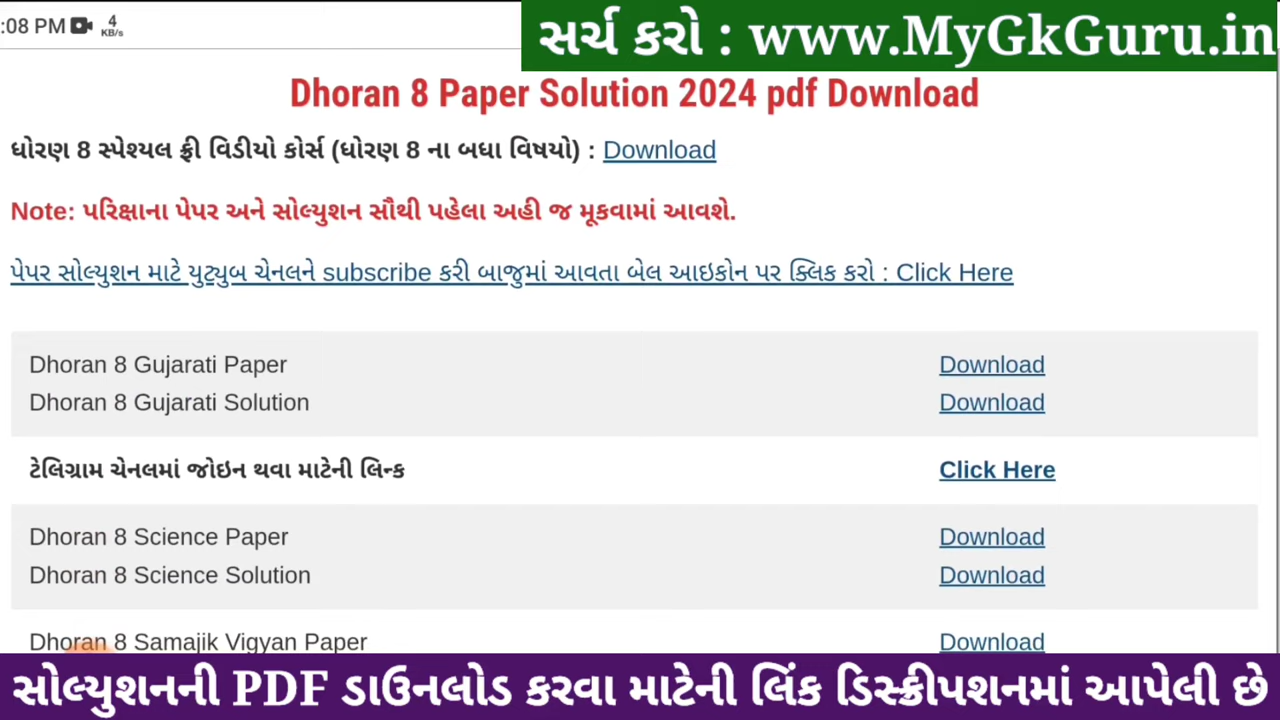 :08 PM 4 KB/s
સર્ચ કરો : www.MyGkGuru.in
Dhoran 8 Paper Solution 2024 pdf Download
ધોરણ 8 સ્પેશ્યલ ફ્રી વિડીયો કોર્સ (ધોરણ 8 ના બધા વિષયો) : Download
Note: પરિક્ષાના પેપર અને સોલ્યુશન સૌથી પહેલા અહી જ મૂકવામાં આવશે.
પેપર સોલ્યુશન માટે યુટ્યુબ ચેનલને subscribe કરી બાજુમાં આવતા બેલ આઇકોન પર ક્લિક કરો : Click Here
Dhoran 8 Gujarati Paper Download
Dhoran 8 Gujarati Solution Download
ટેલિગ્રામ ચેનલમાં જોઇન થવા માટેની લિન્ક Click Here
Dhoran 8 Science Paper Download
Dhoran 8 Science Solution Download
Dhoran 8 Samajik Vigyan Paper Download
સોલ્યુશનની PDF ડાઉનલોડ કરવા માટેની લિંક ડિસ્ક્રીપશનમાં આપેલી છે